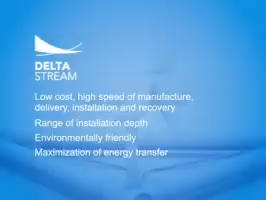 DELTA
STREAM
Low cost, high speed of manufacture,
delivery, installation and recovery
Range of installation depth
Environmentally friendly
Maximization of energy transfer